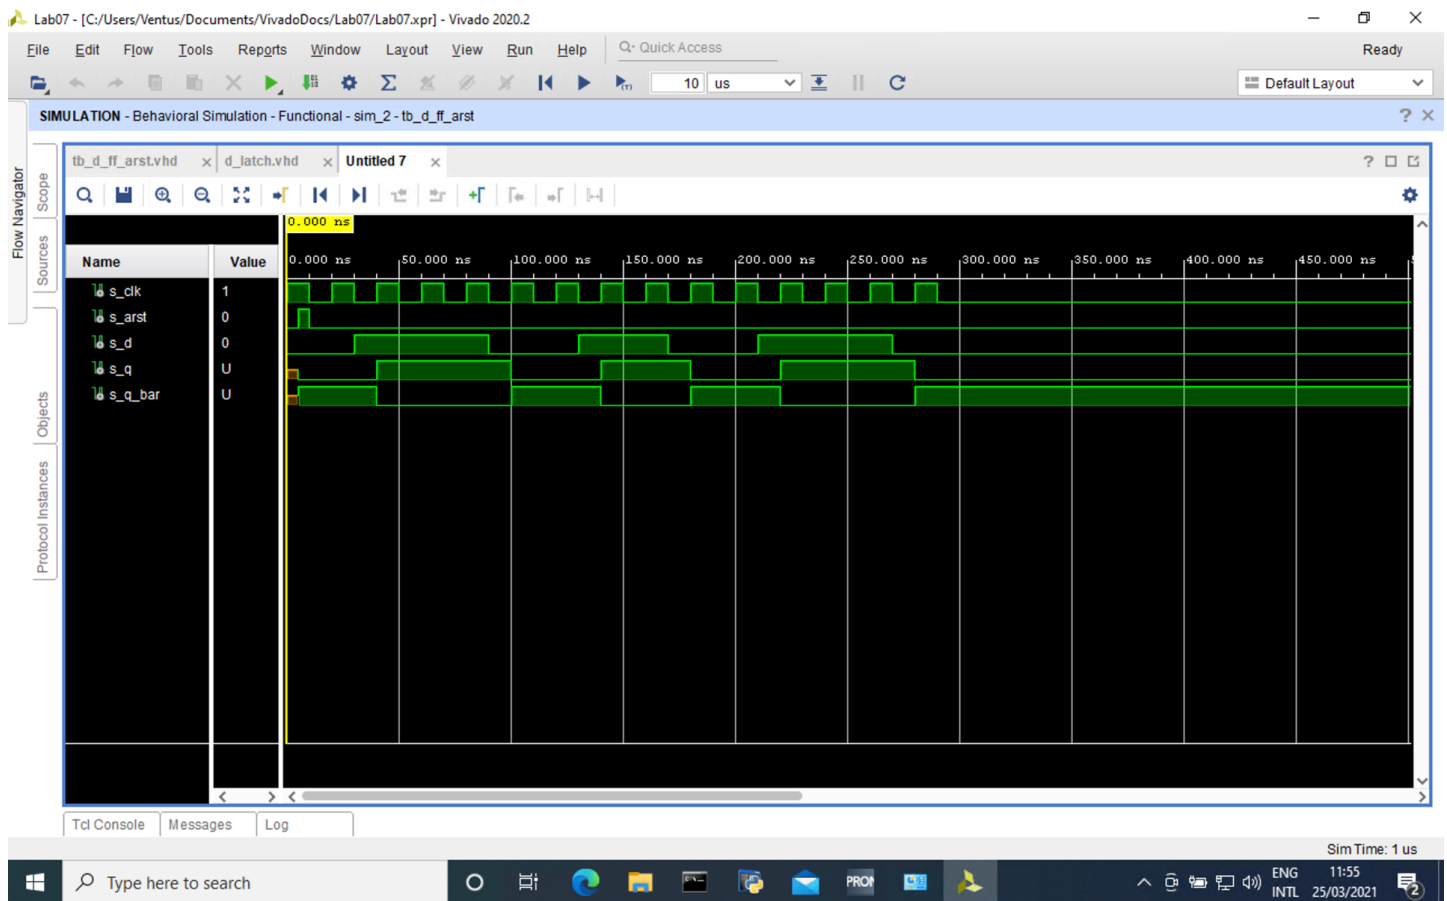 Lab07 - [C:/Users/Ventus/Documents/VivadoDocs/Lab07/Lab07.xpr] - Vivado 2020.2
File Edit Flow Tools Reports Window Layout View Run Help Quick Access Ready
10 us Default Layout
SIMULATION - Behavioral Simulation - Functional - sim_2 - tb_d_ff_arst
Flow Navigator
Scope
Sources
Objects
Protocol Instances
tb_d_ff_arst.vhd d_latch.vhd Untitled 7
0.000 ns
Name Value 0.000 ns 50.000 ns 100.000 ns 150.000 ns 200.000 ns 250.000 ns 300.000 ns 350.000 ns 400.000 ns 450.000 ns
s_clk 1
s_arst 0
s_d 0
s_q U
s_q_bar U
Tcl Console Messages Log
Sim Time: 1 us
Type here to search
PRON
ENG 11:55
INTL 25/03/2021
2